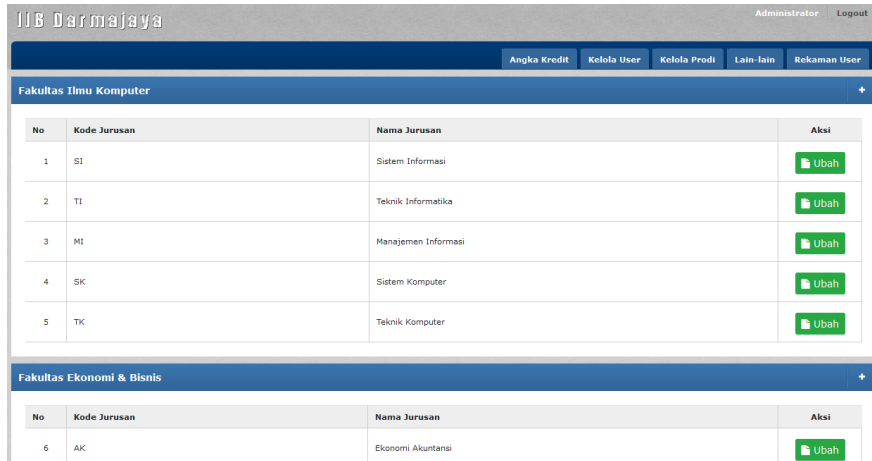 IIB Darmajaya
Administrator Logout
Angka Kredit Kelola User Kelola Prodi Lain-lain Rekaman User
Fakultas Ilmu Komputer +
No Kode Jurusan Nama Jurusan Aksi
1 SI Sistem Informasi Ubah
2 TI Teknik Informatika Ubah
3 MI Manajemen Informasi Ubah
4 SK Sistem Komputer Ubah
5 TK Teknik Komputer Ubah
Fakultas Ekonomi & Bisnis +
No Kode Jurusan Nama Jurusan Aksi
6 AK Ekonomi Akuntansi Ubah